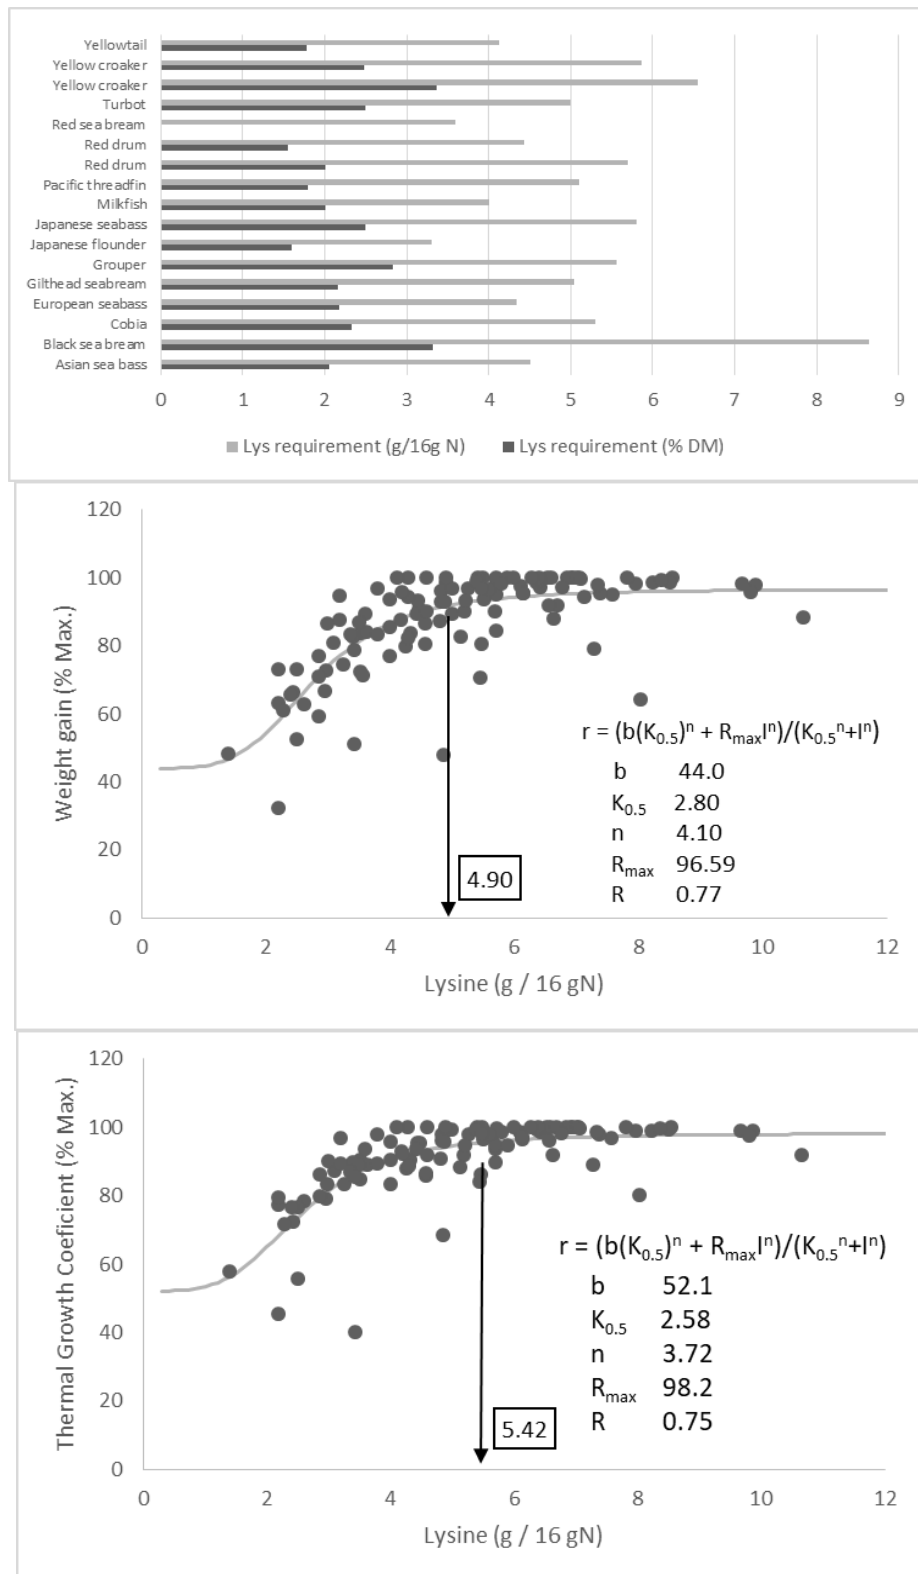 Yellowtail
Yellow croaker
Yellow croaker
Turbot
Red sea bream
Red drum
Red drum
Pacific threadfin
Milkfish
Japanese seabass
Japanese flounder
Grouper
Gilthead seabream
European seabass
Cobia
Black sea bream
Asian sea bass
0 1 2 3 4 5 6 7 8 9
Lys requirement (g/16g N) Lys requirement (% DM)
Weight gain (% Max.)
120
100
80
60
40
20
0
r = (b(K0.5)^n + RmaxI^n)/(K0.5^n+I^n)
b 44.0
K0.5 2.80
n 4.10
Rmax 96.59
R 0.77
4.90
0 2 4 6 8 10 12
Lysine (g / 16 gN)
Thermal Growth Coeficient (% Max.)
120
100
80
60
40
20
0
r = (b(K0.5)^n + RmaxI^n)/(K0.5^n+I^n)
b 52.1
K0.5 2.58
n 3.72
Rmax 98.2
R 0.75
5.42
0 2 4 6 8 10 12
Lysine (g / 16 gN)